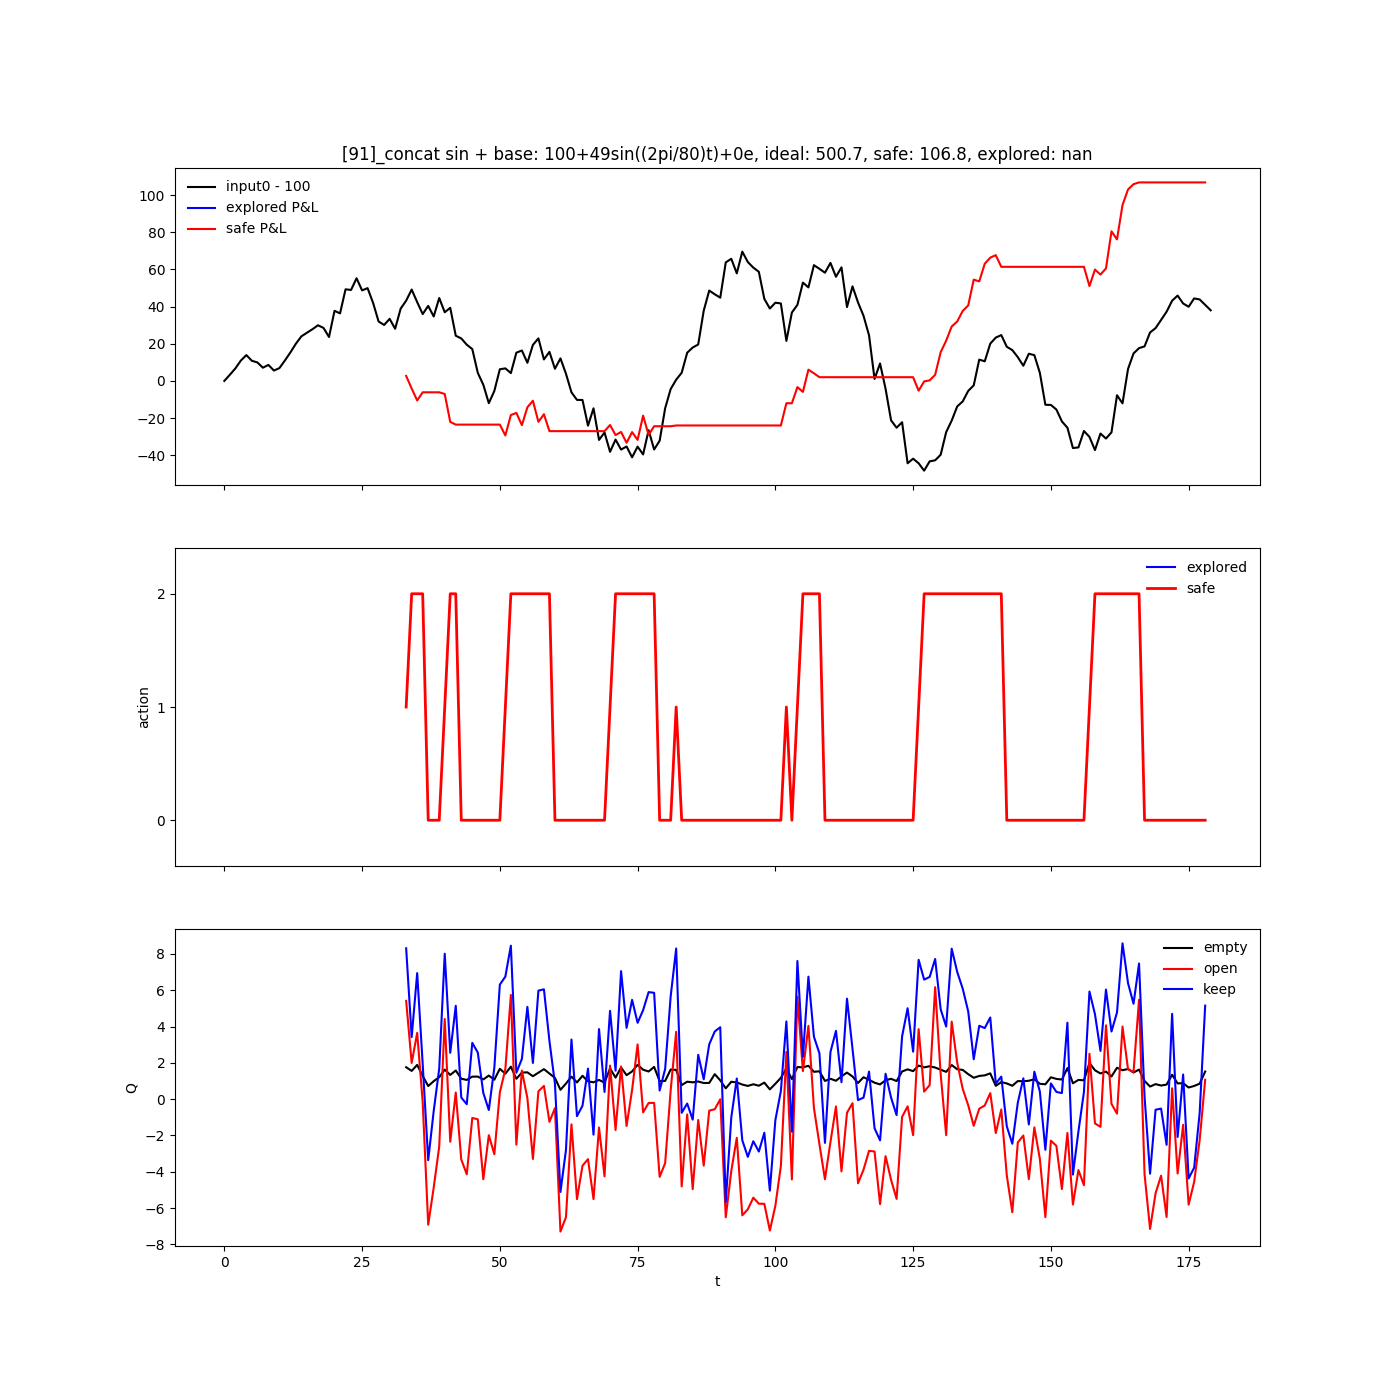 [91]_concat sin + base: 100+49sin((2pi/80)t)+0e, ideal: 500.7, safe: 106.8, explored: nan
input0 - 100
explored P&L
safe P&L
100
80
60
40
20
0
−20
−40
explored
safe
action
2
1
0
empty
open
keep
Q
8
6
4
2
0
−2
−4
−6
−8
0 25 50 75 100 125 150 175
t